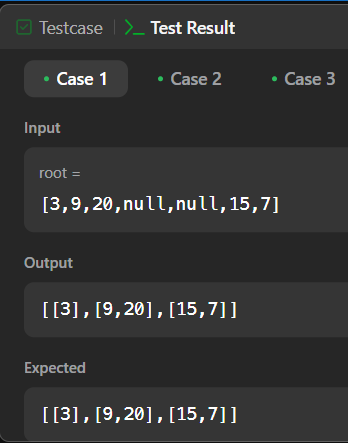 Testcase | >_ Test Result
• Case 1 • Case 2 • Case 3
Input
root =
[3,9,20,null,null,15,7]
Output
[[3],[9,20],[15,7]]
Expected
[[3],[9,20],[15,7]]